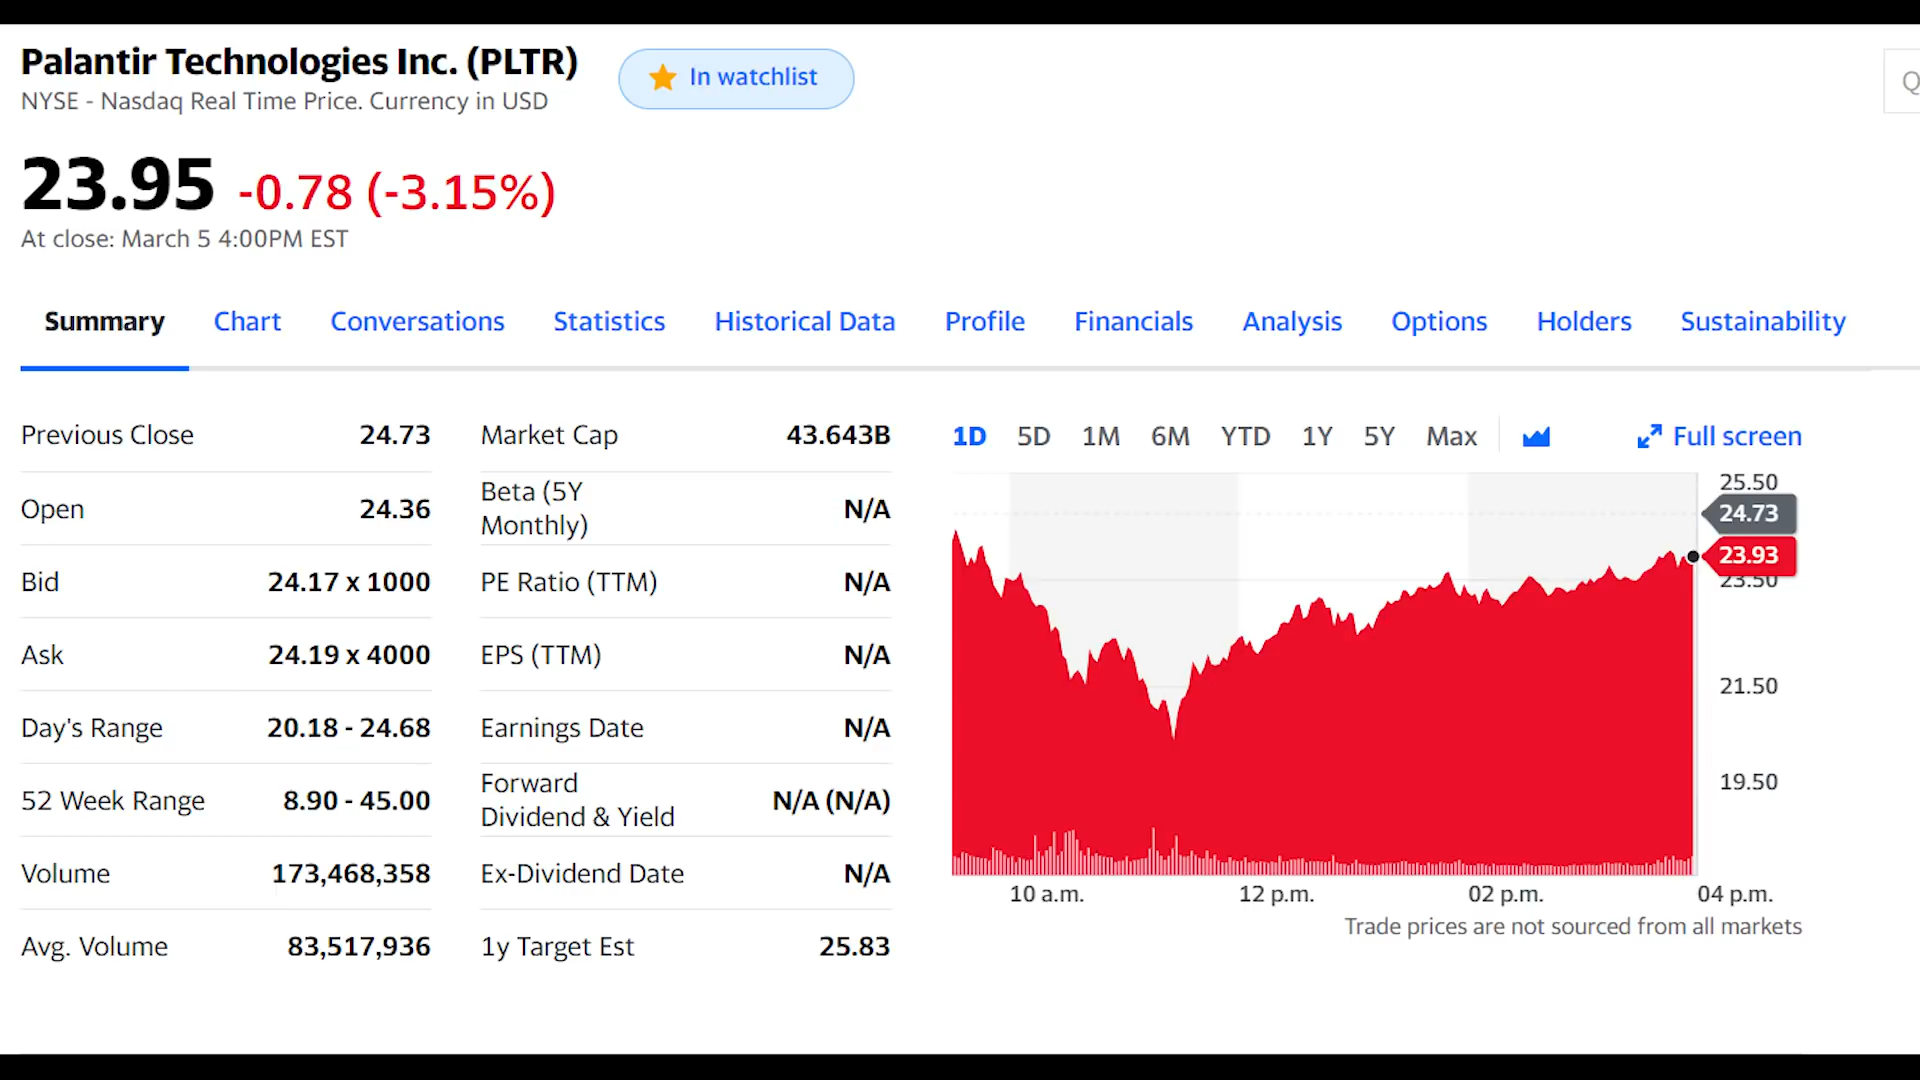 Palantir Technologies Inc. (PLTR)
In watchlist
Q
NYSE - Nasdaq Real Time Price. Currency in USD
23.95 -0.78 (-3.15%)
At close: March 5 4:00PM EST
Summary Chart Conversations Statistics Historical Data Profile Financials Analysis Options Holders Sustainability
Previous Close 24.73
Open 24.36
Bid 24.17 x 1000
Ask 24.19 x 4000
Day's Range 20.18 - 24.68
52 Week Range 8.90 - 45.00
Volume 173,468,358
Avg. Volume 83,517,936
Market Cap 43.643B
Beta (5Y
Monthly) N/A
PE Ratio (TTM) N/A
EPS (TTM) N/A
Earnings Date N/A
Forward
Dividend & Yield N/A (N/A)
Ex-Dividend Date N/A
1y Target Est 25.83
1D 5D 1M 6M YTD 1Y 5Y Max Full screen
25.50
24.73
23.93
23.50
21.50
19.50
10 a.m. 12 p.m. 02 p.m. 04 p.m.
Trade prices are not sourced from all markets